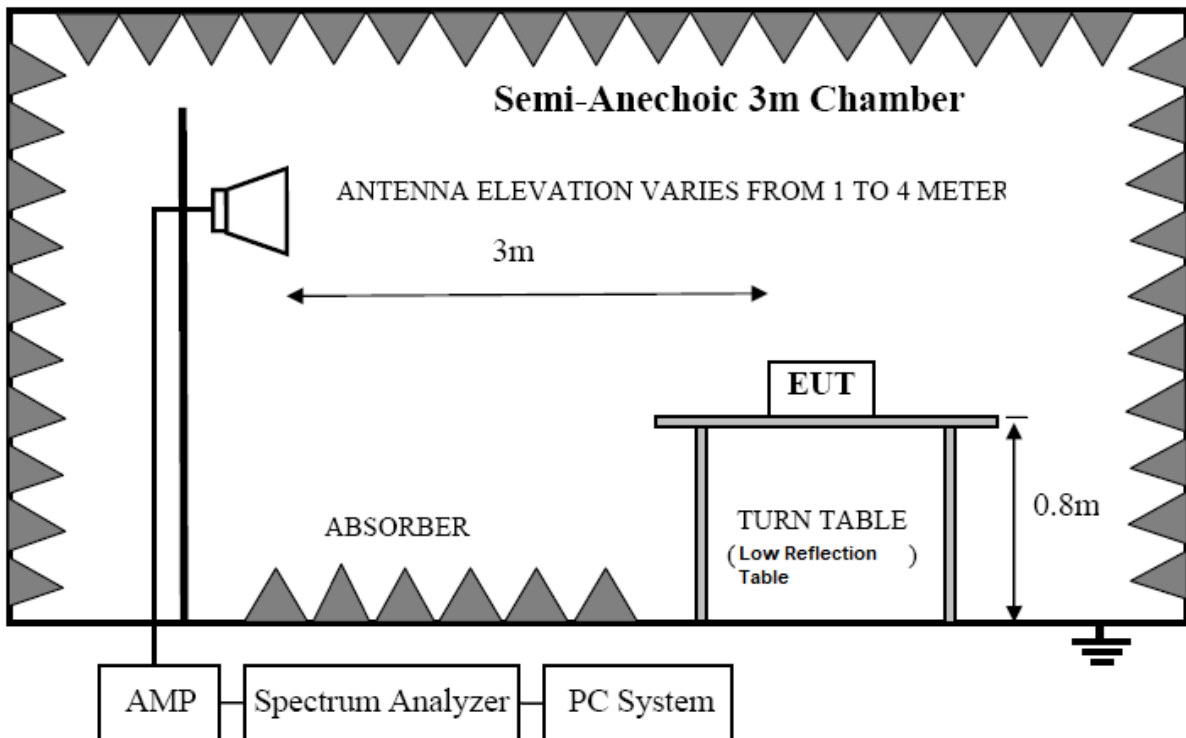 Semi-Anechoic 3m Chamber
ANTENNA ELEVATION VARIES FROM 1 TO 4 METER
3m
EUT
0.8m
ABSORBER
TURN TABLE
(Low Reflection )
Table
AMP
Spectrum Analyzer
PC System